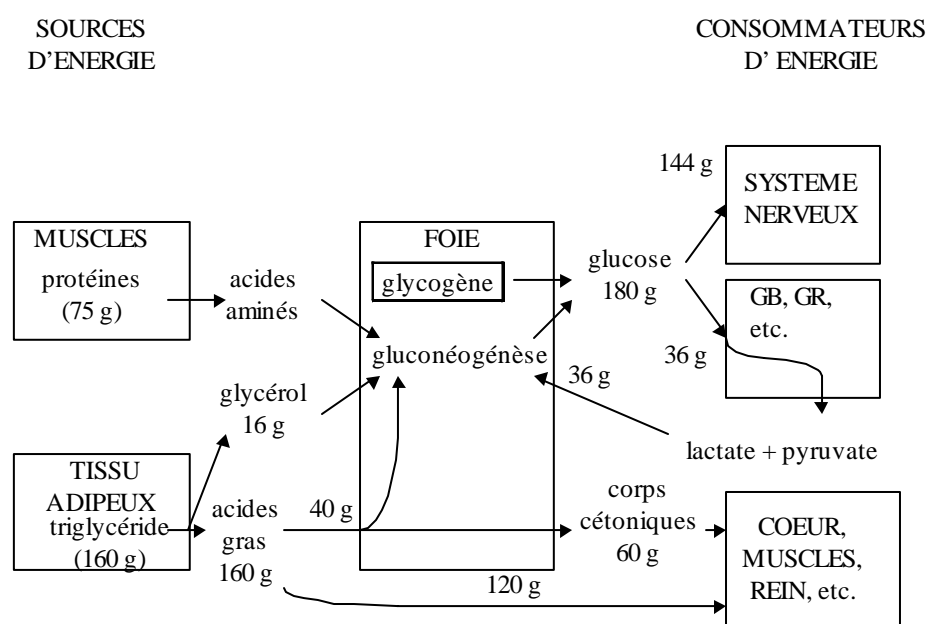 SOURCES
D'ENERGIE
CONSOMMATEURS
D' ENERGIE
144 g
SYSTEME
NERVEUX
MUSCLES
protéines
(75 g)
acides
aminés
FOIE
glycogène
glucose
180 g
GB, GR,
etc.
gluconéogénèse
36 g
36 g
glycérol
16 g
lactate + pyruvate
TISSU
ADIPEUX
triglycéride
(160 g)
acides
gras
160 g
40 g
corps
cétoniques
60 g
120 g
COEUR,
MUSCLES,
REIN, etc.